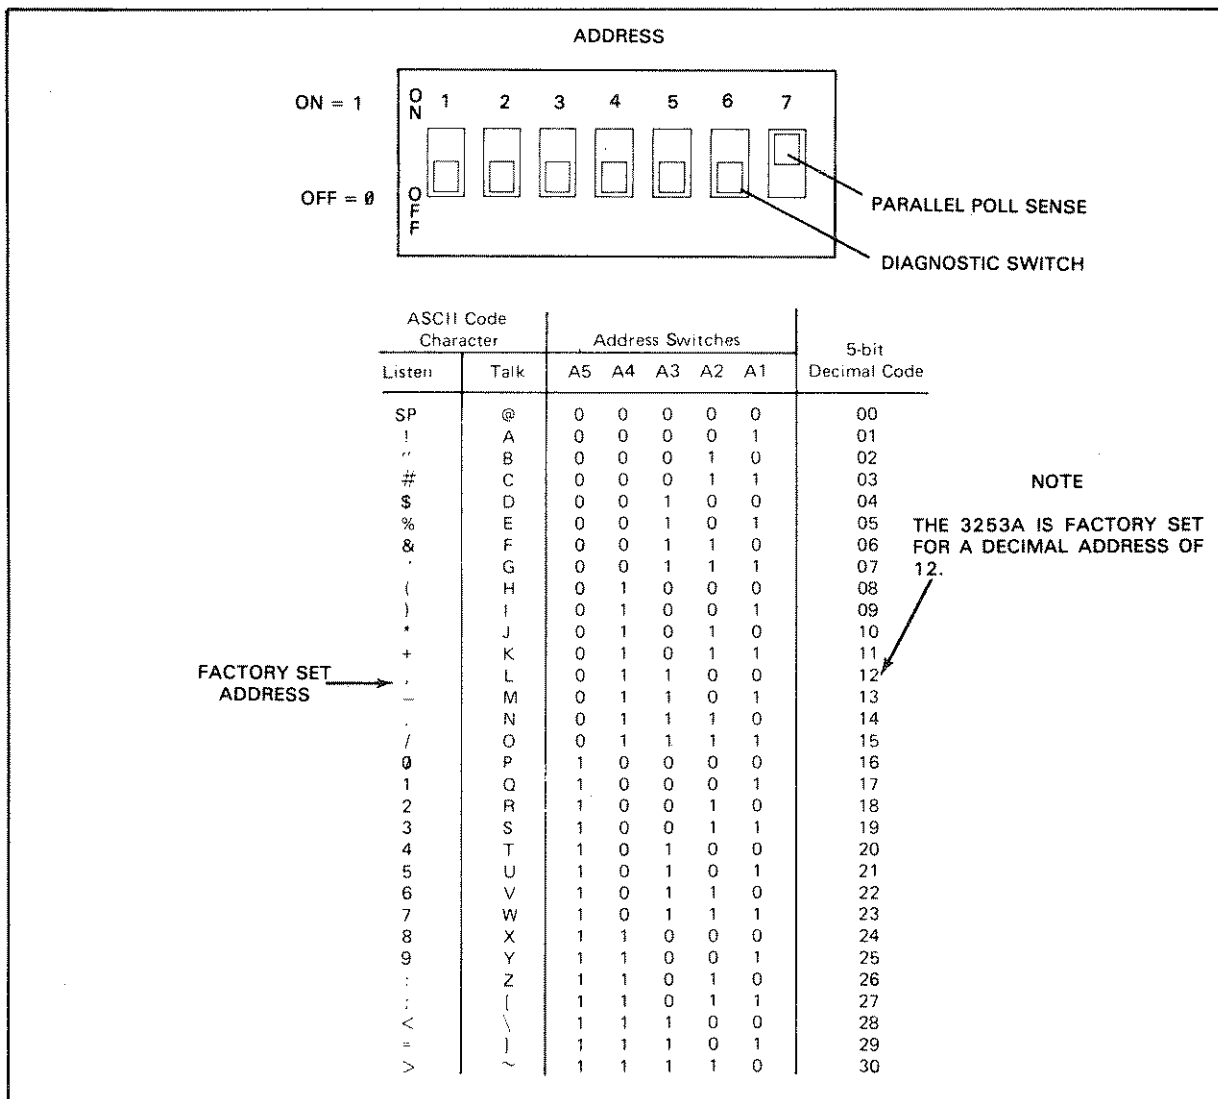 ADDRESS
ON = 1
ON 1 2 3 4 5 6 7
OFF = 0
OFF
PARALLEL POLL SENSE
DIAGNOSTIC SWITCH
ASCII Code
Character
Address Switches
5-bit
Decimal Code
Listen Talk A5 A4 A3 A2 A1
SP @ 0 0 0 0 0 00
! A 0 0 0 0 1 01
" B 0 0 0 1 0 02
# C 0 0 0 1 1 03
$ D 0 0 1 0 0 04
% E 0 0 1 0 1 05
& F 0 0 1 1 0 06
' G 0 0 1 1 1 07
( H 0 1 0 0 0 08
) I 0 1 0 0 1 09
* J 0 1 0 1 0 10
+ K 0 1 0 1 1 11
, L 0 1 1 0 0 12
— M 0 1 1 0 1 13
. N 0 1 1 1 0 14
/ O 0 1 1 1 1 15
0 P 1 0 0 0 0 16
1 Q 1 0 0 0 1 17
2 R 1 0 0 1 0 18
3 S 1 0 0 1 1 19
4 T 1 0 1 0 0 20
5 U 1 0 1 0 1 21
6 V 1 0 1 1 0 22
7 W 1 0 1 1 1 23
8 X 1 1 0 0 0 24
9 Y 1 1 0 0 1 25
: Z 1 1 0 1 0 26
; [ 1 1 0 1 1 27
< \ 1 1 1 0 0 28
= ] 1 1 1 0 1 29
> ~ 1 1 1 1 0 30
FACTORY SET
ADDRESS
NOTE
THE 3253A IS FACTORY SET
FOR A DECIMAL ADDRESS OF
12.